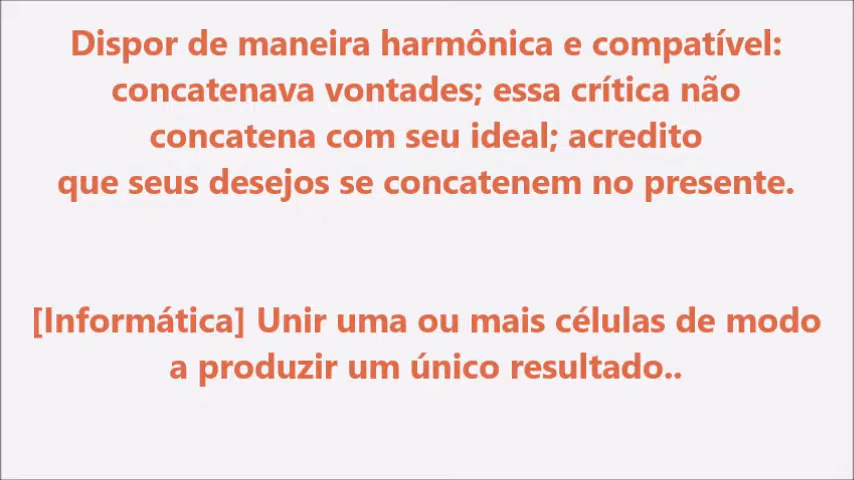 Dispor de maneira harmônica e compatível:
concatenava vontades; essa crítica não
concatena com seu ideal; acredito
que seus desejos se concatenem no presente.
[Informática] Unir uma ou mais células de modo
a produzir um único resultado..